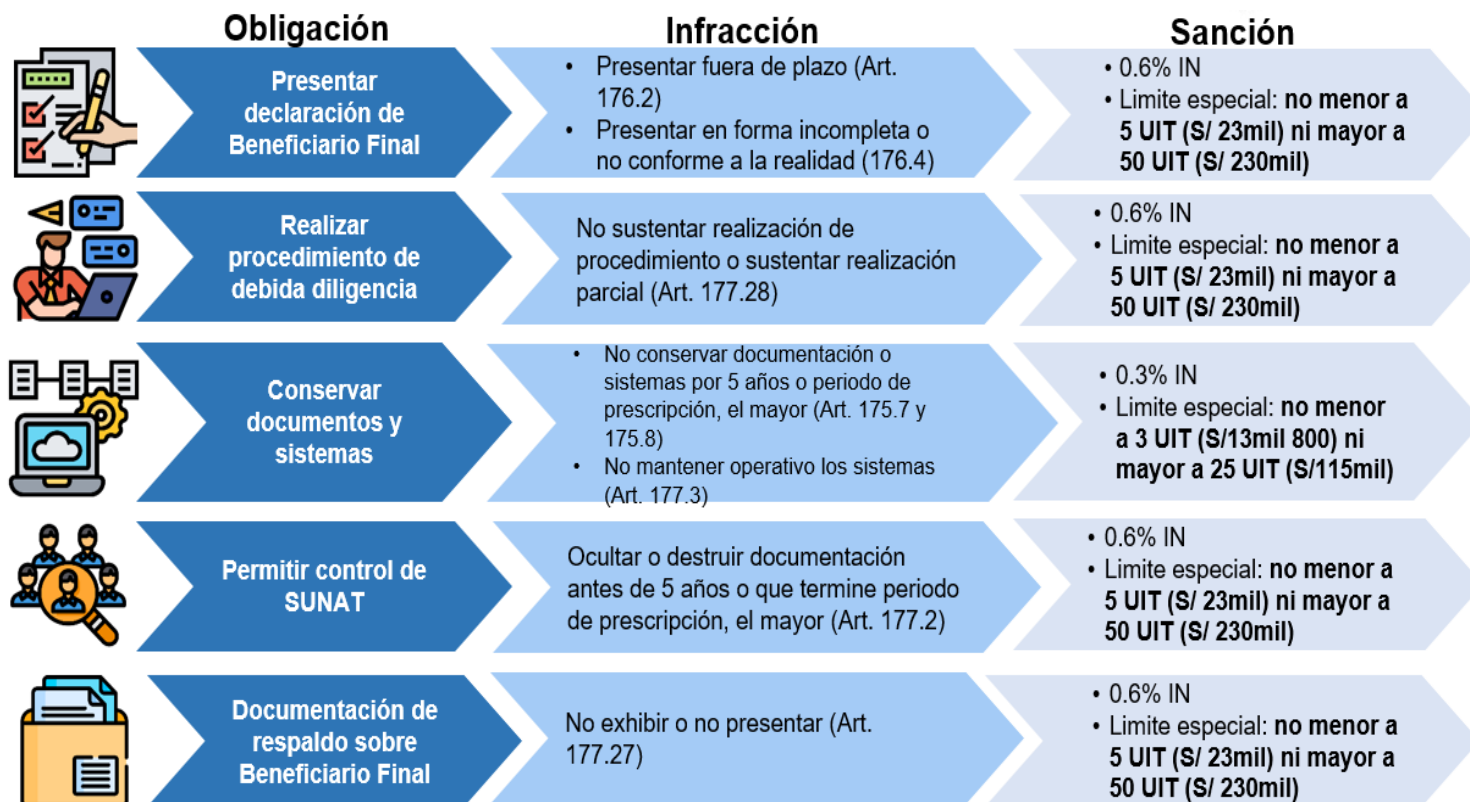 Obligación
Infracción
Sanción
Presentar
declaración de
Beneficiario Final
• Presentar fuera de plazo (Art.
176.2)
• Presentar en forma incompleta o
no conforme a la realidad (176.4)
• 0.6% IN
• Limite especial: no menor a
5 UIT (S/ 23mil) ni mayor a
50 UIT (S/ 230mil)
Realizar
procedimiento de
debida diligencia
No sustentar realización de
procedimiento o sustentar realización
parcial (Art. 177.28)
• 0.6% IN
• Limite especial: no menor a
5 UIT (S/ 23mil) ni mayor a
50 UIT (S/ 230mil)
Conservar
documentos y
sistemas
• No conservar documentación o
sistemas por 5 años o periodo de
prescripción, el mayor (Art. 175.7 y
175.8)
• No mantener operativo los sistemas
(Art. 177.3)
• 0.3% IN
• Limite especial: no menor
a 3 UIT (S/13mil 800) ni
mayor a 25 UIT (S/115mil)
Permitir control de
SUNAT
Ocultar o destruir documentación
antes de 5 años o que termine periodo
de prescripción, el mayor (Art. 177.2)
• 0.6% IN
• Limite especial: no menor a
5 UIT (S/ 23mil) ni mayor a
50 UIT (S/ 230mil)
Documentación de
respaldo sobre
Beneficiario Final
No exhibir o no presentar (Art.
177.27)
• 0.6% IN
• Limite especial: no menor a
5 UIT (S/ 23mil) ni mayor a
50 UIT (S/ 230mil)